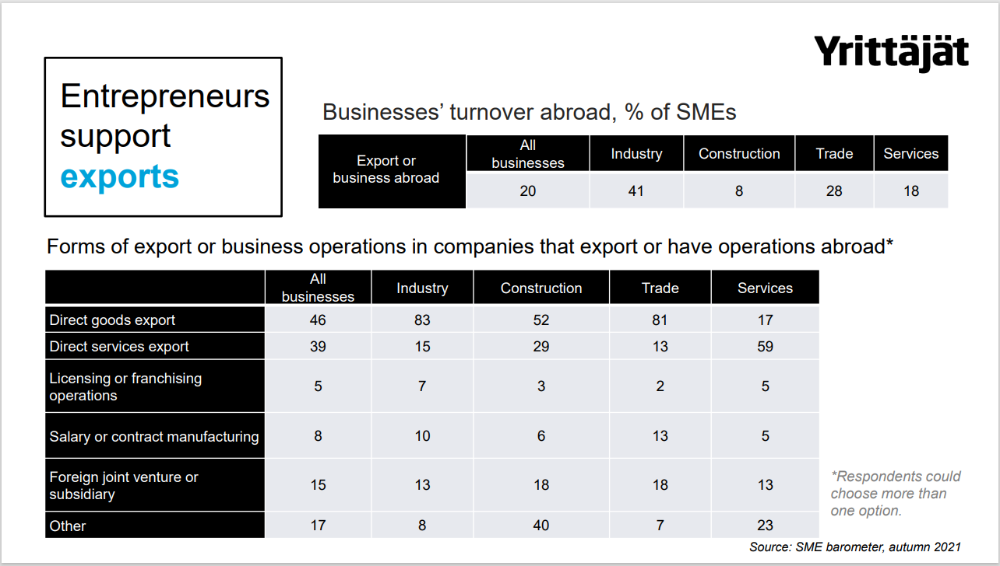 Yrittäjät
Entrepreneurs
support
exports
Businesses’ turnover abroad, % of SMEs
Export or
business abroad
All
businesses
Industry
Construction
Trade
Services
20 41 8 28 18
Forms of export or business operations in companies that export or have operations abroad*
All
businesses
Industry
Construction
Trade
Services
Direct goods export 46 83 52 81 17
Direct services export 39 15 29 13 59
Licensing or franchising
operations
5 7 3 2 5
Salary or contract manufacturing 8 10 6 13 5
Foreign joint venture or
subsidiary
15 13 18 18 13
Other 17 8 40 7 23
*Respondents could
choose more than
one option.
Source: SME barometer, autumn 2021